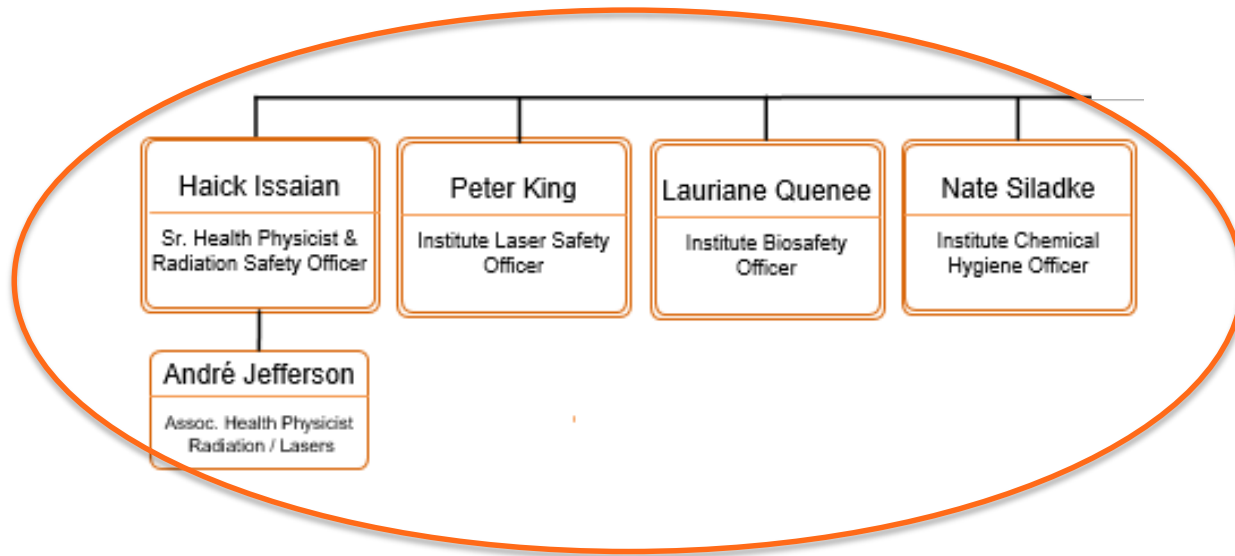 Haick Issaian
Sr. Health Physicist &
Radiation Safety Officer
Peter King
Institute Laser Safety
Officer
Lauriane Quenee
Institute Biosafety
Officer
Nate Siladke
Institute Chemical
Hygiene Officer
André Jefferson
Assoc. Health Physicist
Radiation / Lasers